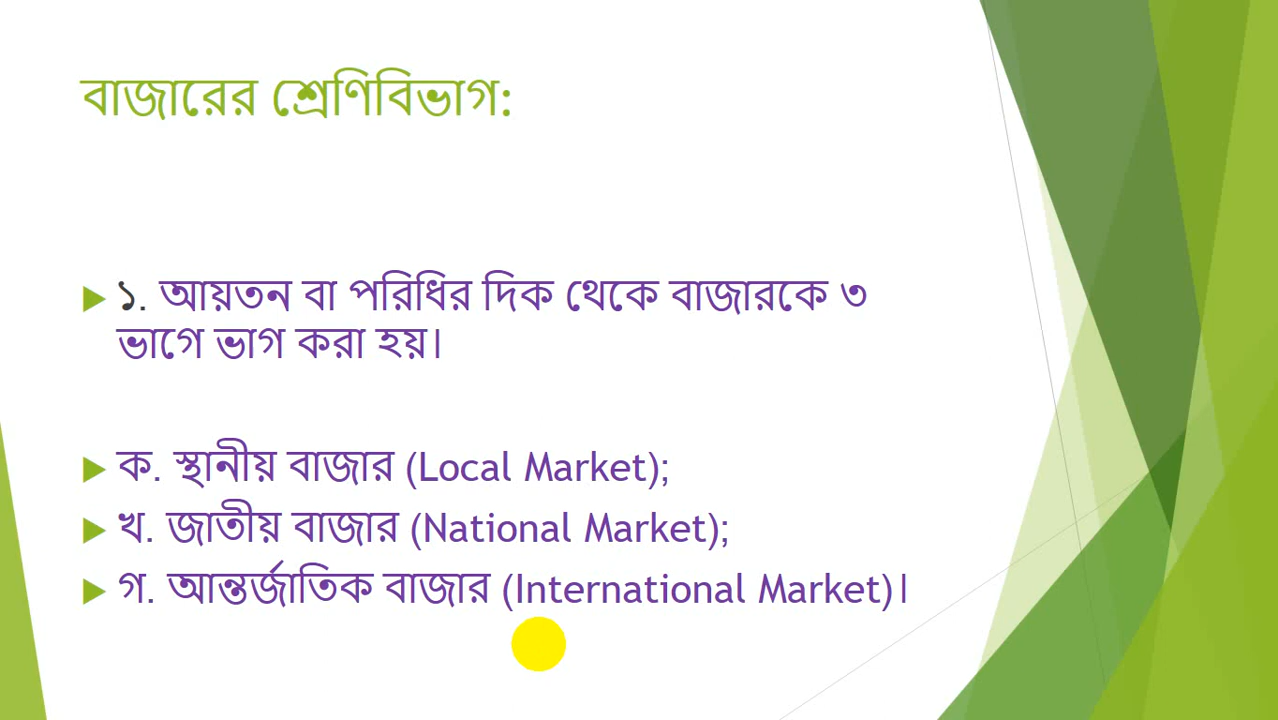 বাজারের শ্রেণিবিভাগ:
১. আয়তন বা পরিধির দিক থেকে বাজারকে ৩
ভাগে ভাগ করা হয়।
ক. স্থানীয় বাজার (Local Market);
খ. জাতীয় বাজার (National Market);
গ. আন্তর্জাতিক বাজার (International Market)।